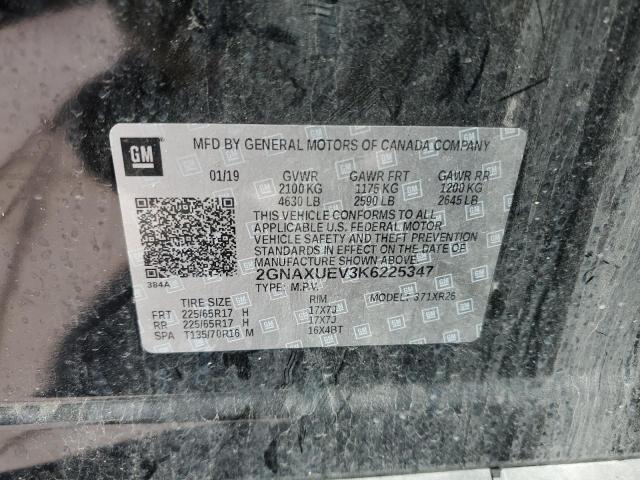 GM
MFD BY GENERAL MOTORS OF CANADA COMPANY
01/19 GVWR GAWR FRT GAWR RR
2100 KG 1175 KG 1200 KG
4630 LB 2590 LB 2645 LB
THIS VEHICLE CONFORMS TO ALL
APPLICABLE U.S. FEDERAL MOTOR
VEHICLE SAFETY AND THEFT PREVENTION
STANDARDS IN EFFECT ON THE DATE OF
MANUFACTURE SHOWN ABOVE.
384A 2GNAXUEV3K6225347
TYPE: M.P.V. MODEL: 371XR26
TIRE SIZE RIM
FRT 225/65R17 H 17X7J
RR 225/65R17 H 17X7J
SPA T135/70R16 M 16X4BT